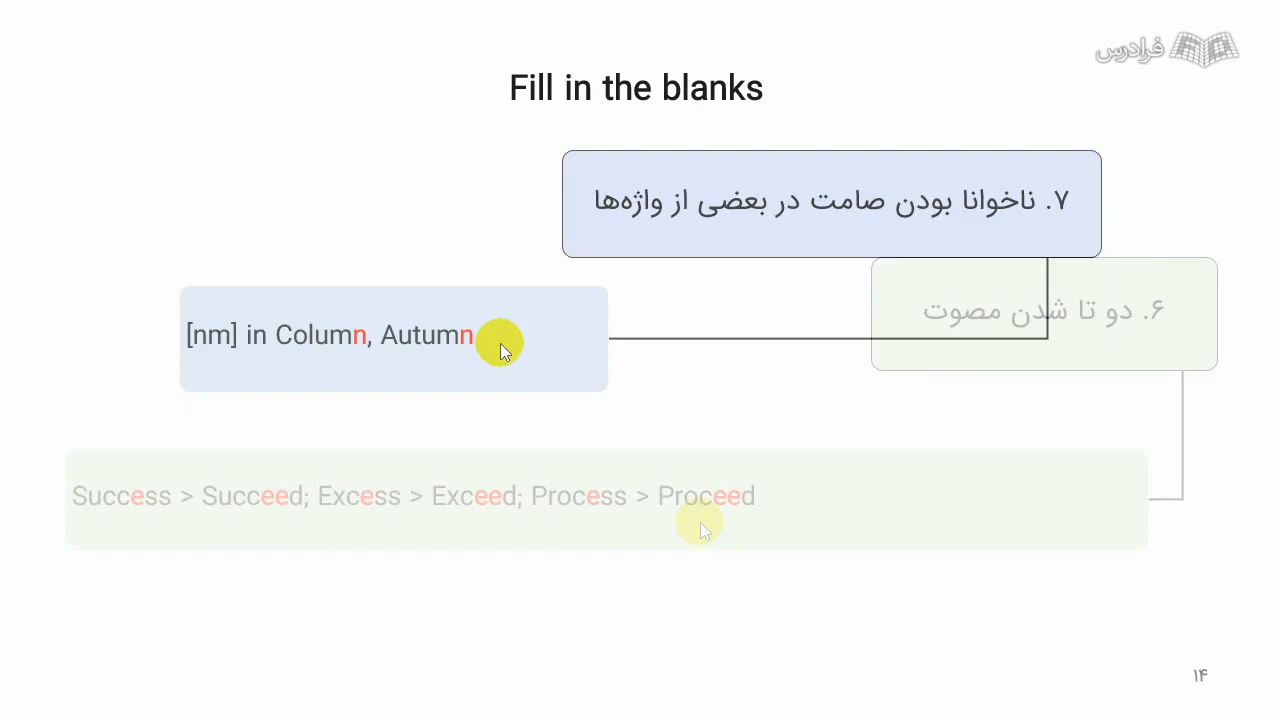 فرادرس
Fill in the blanks
۷. ناخوانا بودن صامت در بعضی از واژه‌ها
۶. دو تا شدن مصوت
[nm] in Column, Autumn
Success > Succeed; Excess > Exceed; Process > Proceed
۱۴